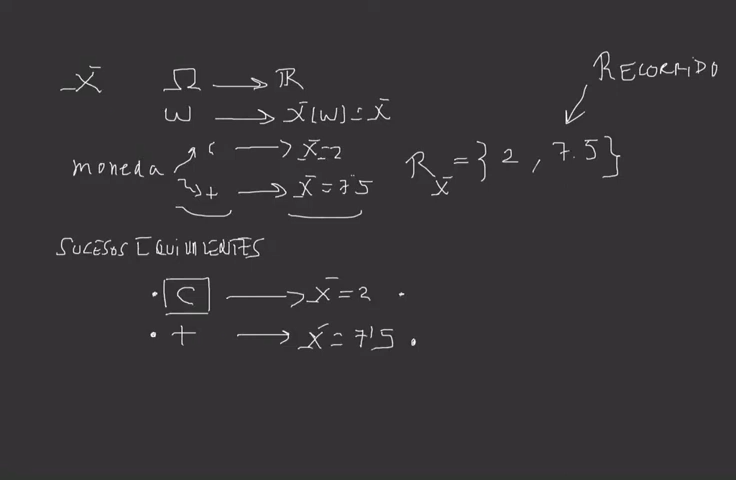 X Ω → ℝ
RECORRIDO
W → X(W) = X
moneda C → X=2
+ → X = 7'5
R_X = { 2 , 7.5 }
SUCESOS EQUIVALENTES
• C → X = 2 •
• + → X = 7'5 •